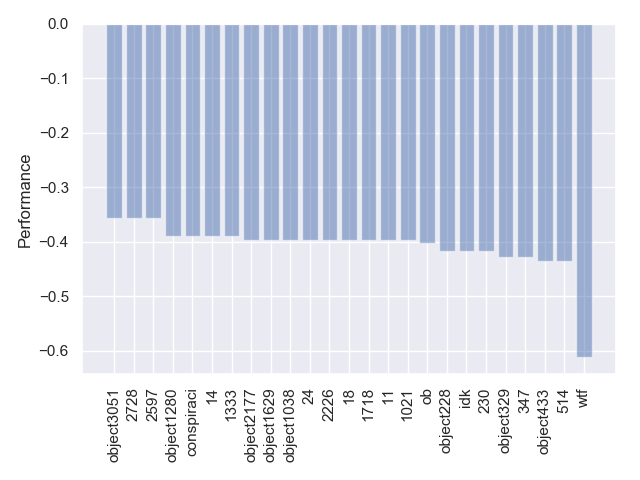 0.0
−0.1
−0.2
−0.3
−0.4
−0.5
−0.6
Performance
object3051
2728
2597
object1280
conspiraci
14
1333
object2177
object1629
object1038
24
2226
18
1718
11
1021
ob
object228
idk
230
object329
347
object433
514
wtf